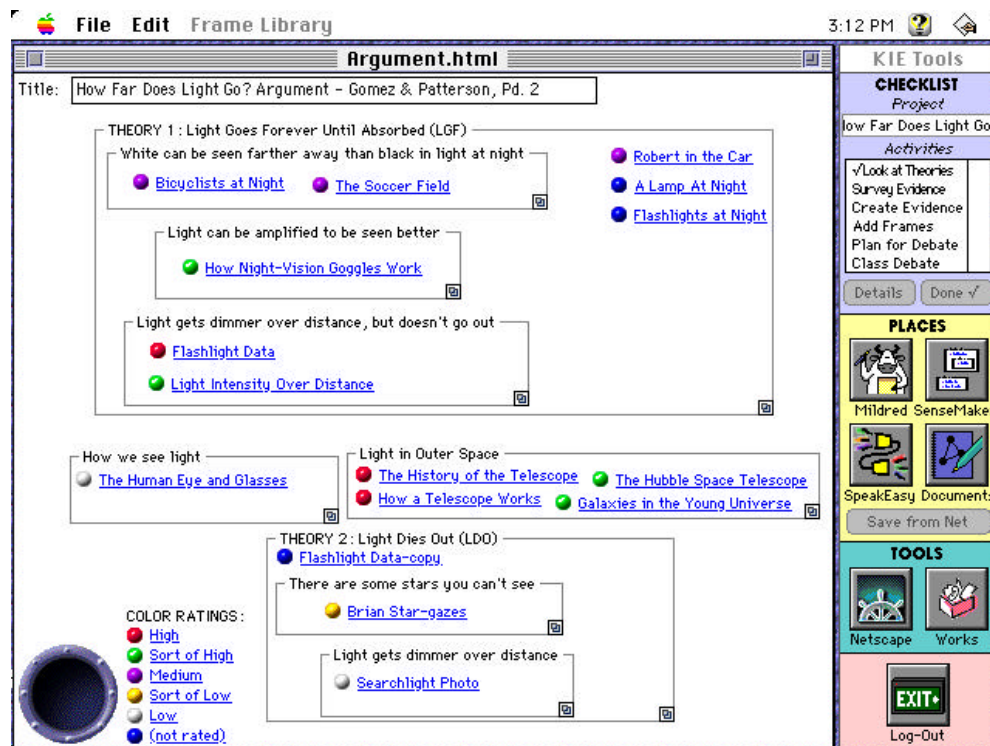 File Edit Frame Library 3:12 PM
Argument.html
Title: How Far Does Light Go? Argument - Gomez & Patterson, Pd. 2
THEORY 1: Light Goes Forever Until Absorbed (LGF)
White can be seen farther away than black in light at night
Bicyclists at Night
The Soccer Field
Robert in the Car
A Lamp At Night
Flashlights at Night
Light can be amplified to be seen better
How Night-Vision Goggles Work
Light gets dimmer over distance, but doesn't go out
Flashlight Data
Light Intensity Over Distance
How we see light
The Human Eye and Glasses
Light in Outer Space
The History of the Telescope
The Hubble Space Telescope
How a Telescope Works
Galaxies in the Young Universe
THEORY 2: Light Dies Out (LDO)
Flashlight Data-copy
There are some stars you can't see
Brian Star-gazes
Light gets dimmer over distance
Searchlight Photo
COLOR RATINGS:
High
Sort of High
Medium
Sort of Low
Low
(not rated)
KIE Tools
CHECKLIST
Project
low Far Does Light Go
Activities
√Look at Theories
Survey Evidence
Create Evidence
Add Frames
Plan for Debate
Class Debate
Details Done √
PLACES
Mildred SenseMake
SpeakEasy Documents
Save from Net
TOOLS
Netscape Works
EXIT
Log-Out